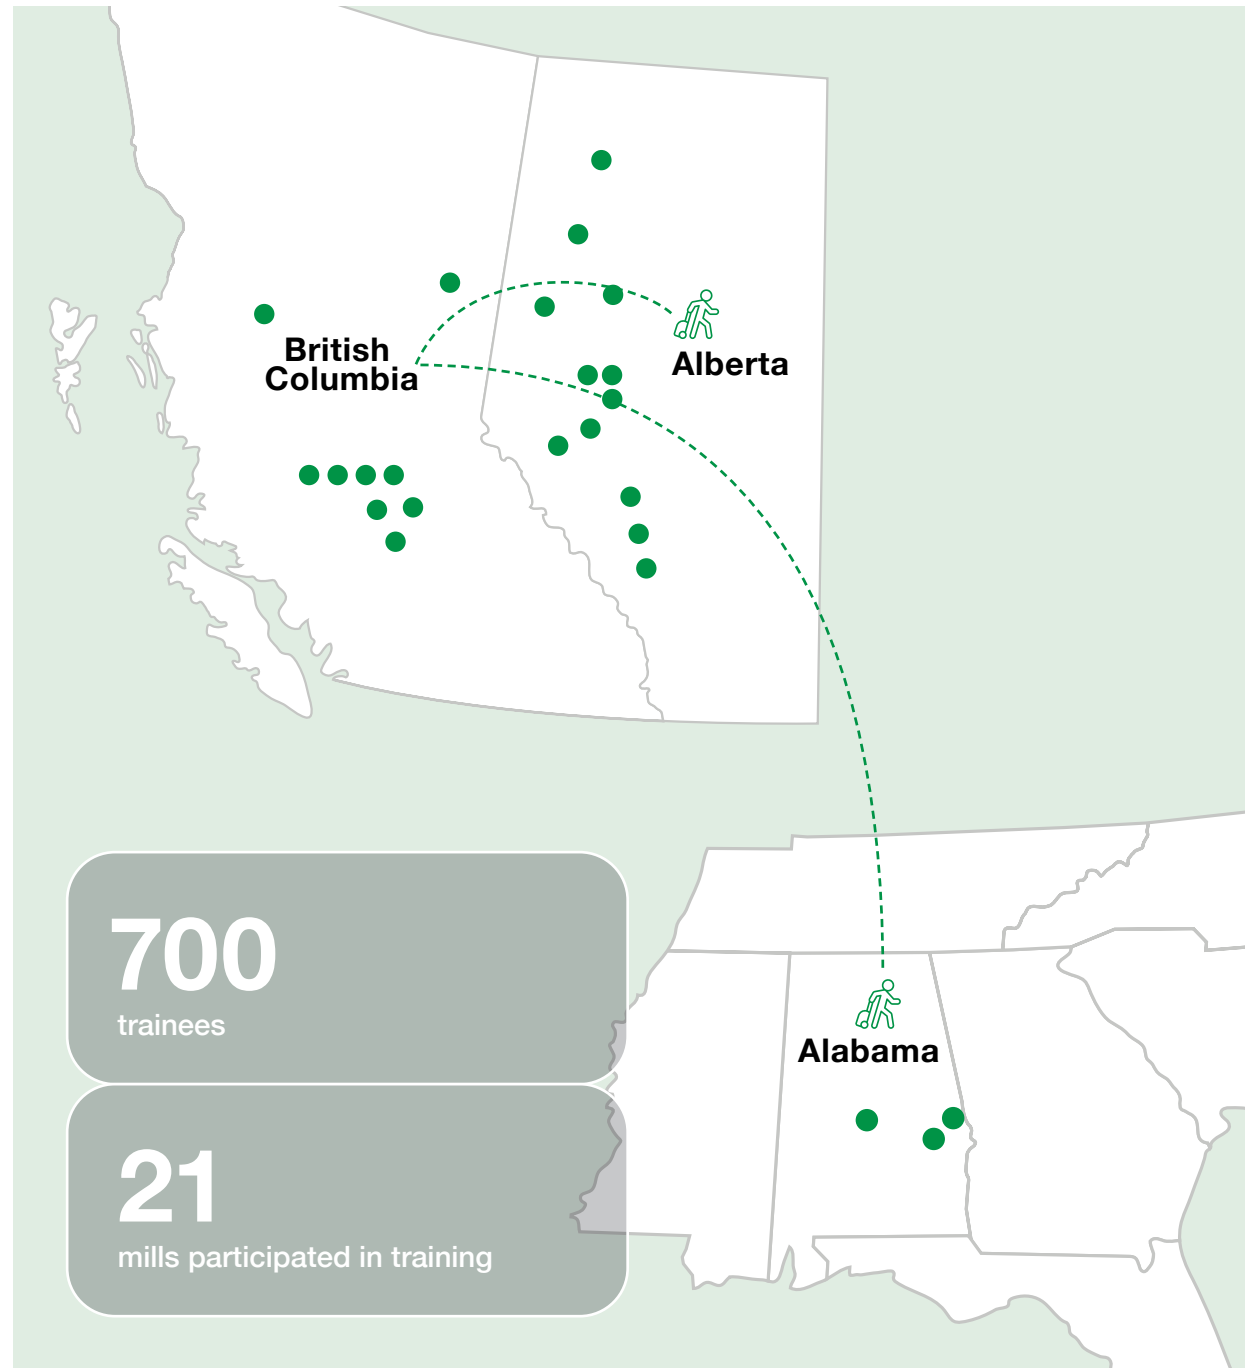 British
Columbia
Alberta
700
trainees
Alabama
21
mills participated in training